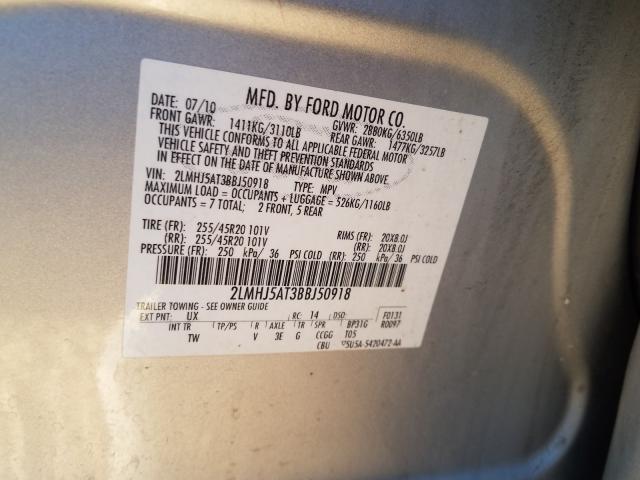 MFD. BY FORD MOTOR CO.
DATE: 07/10 GVWR: 2880KG/6350LB
FRONT GAWR: 1411KG/3110LB REAR GAWR: 1477KG/3257LB
THIS VEHICLE CONFORMS TO ALL APPLICABLE FEDERAL MOTOR
VEHICLE SAFETY AND THEFT PREVENTION STANDARDS
IN EFFECT ON THE DATE OF MANUFACTURE SHOWN ABOVE.
VIN: 2LMHJ5AT3BBJ50918 TYPE: MPV
MAXIMUM LOAD = OCCUPANTS + LUGGAGE = 526KG/1160LB
OCCUPANTS = 7 TOTAL; 2 FRONT, 5 REAR
TIRE (FR): 255/45R20 101V RIMS (FR): 20X8.0J
(RR): 255/45R20 101V (RR): 20X8.0J
PRESSURE (FR): 250 kPa/ 36 PSI COLD (RR): 250 kPa/ 36 PSI COLD
2LMHJ5AT3BBJ50918
TRAILER TOWING - SEE OWNER GUIDE
EXT PNT: UX RC: 14 DSO: F0131
INT TR TP/PS R AXLE TR SPR BP31G R0097
TW V 3E G CCGG T05
CBU 5U5A-5420472-AA